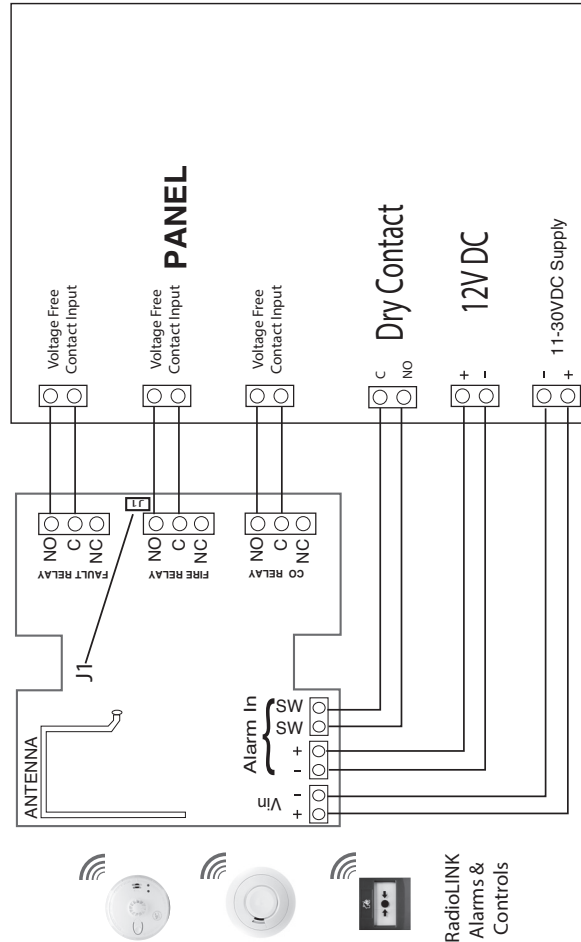 Voltage Free
Contact Input
Voltage Free
Contact Input
Voltage Free
Contact Input
PANEL
Dry Contact
C
NO
12V DC
+
-
11-30VDC Supply
-
+
NO
C
NC
FAULT RELAY
J1
NO
C
NC
FIRE RELAY
NO
C
NC
CO RELAY
J1
ANTENNA
Alarm In
SW
SW
+
-
Vin
-
+
RadioLINK
Alarms &
Controls